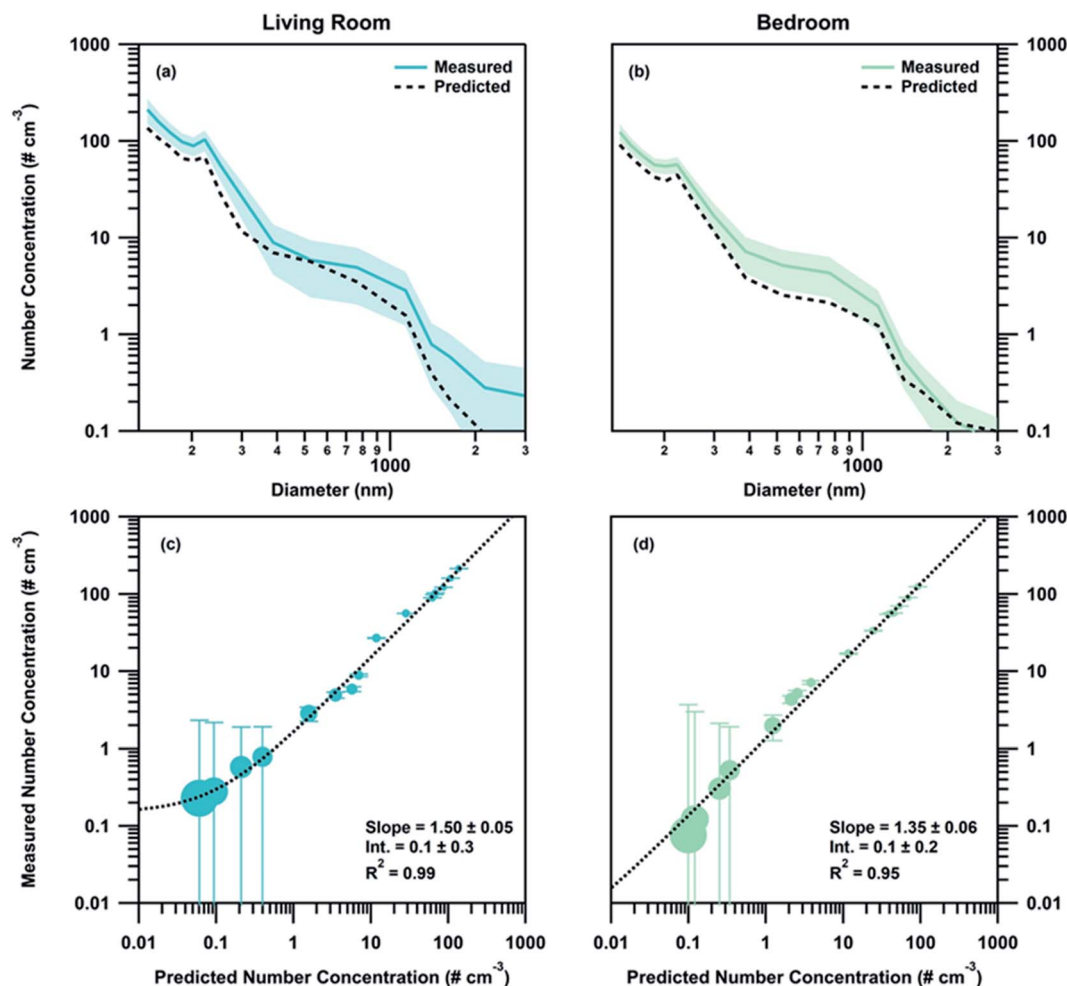 Living Room
Bedroom
Number Concentration (# cm⁻³)
1000
100
10
1
0.1
(a)
Measured
Predicted
2 3 4 5 6 7 8 9 1000 2 3
Diameter (nm)
(b)
Measured
Predicted
1000
100
10
1
0.1
2 3 4 5 6 7 8 9 1000 2 3
Diameter (nm)
Measured Number Concentration (# cm⁻³)
1000
100
10
1
0.1
0.01
(c)
Slope = 1.50 ± 0.05
Int. = 0.1 ± 0.3
R² = 0.99
0.01 0.1 1 10 100 1000
Predicted Number Concentration (# cm⁻³)
(d)
Slope = 1.35 ± 0.06
Int. = 0.1 ± 0.2
R² = 0.95
1000
100
10
1
0.1
0.01
0.01 0.1 1 10 100 1000
Predicted Number Concentration (# cm⁻³)